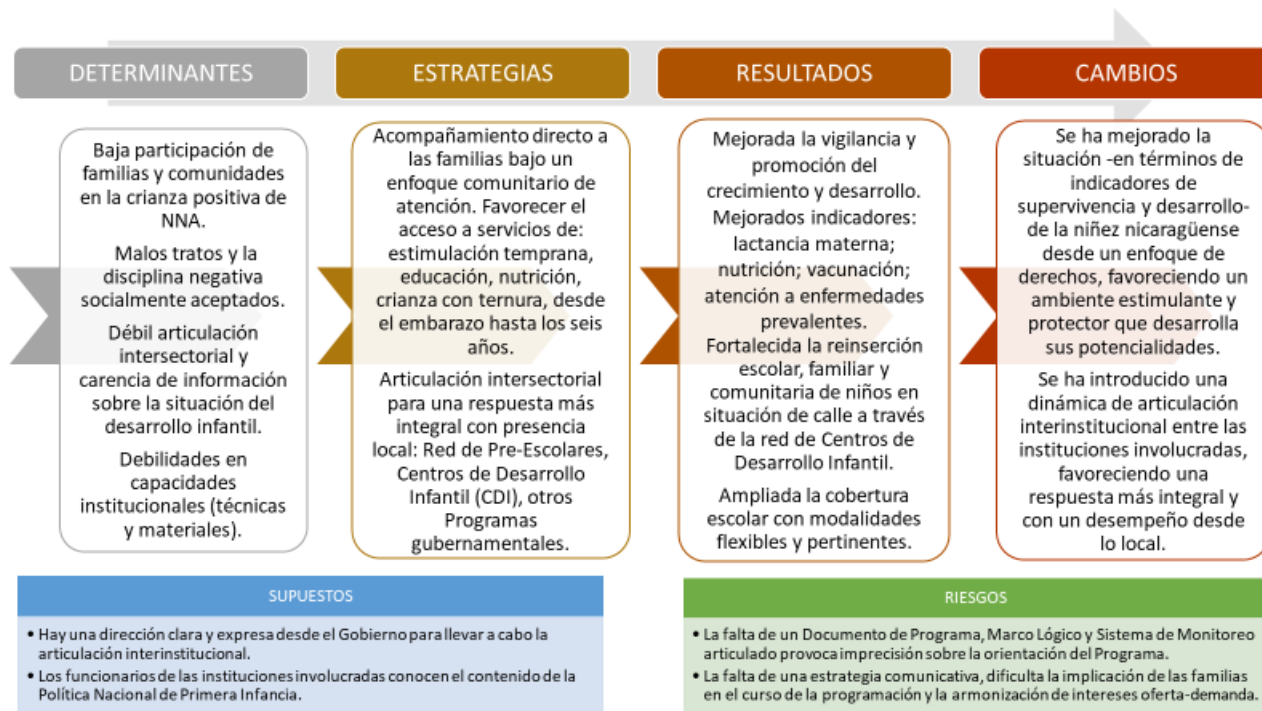 DETERMINANTES
ESTRATEGIAS
RESULTADOS
CAMBIOS
Baja participación de
familias y comunidades
en la crianza positiva de
NNA.
Malos tratos y la
disciplina negativa
socialmente aceptados.
Débil articulación
intersectorial y
carencia de información
sobre la situación del
desarrollo infantil.
Debilidades en
capacidades
institucionales (técnicas
y materiales).
Acompañamiento directo a
las familias bajo un
enfoque comunitario de
atención. Favorecer el
acceso a servicios de:
estimulación temprana,
educación, nutrición,
crianza con ternura, desde
el embarazo hasta los seis
años.
Articulación intersectorial
para una respuesta más
integral con presencia
local: Red de Pre-Escolares,
Centros de Desarrollo
Infantil (CDI), otros
Programas
gubernamentales.
Mejorada la vigilancia y
promoción del
crecimiento y desarrollo.
Mejorados indicadores:
lactancia materna;
nutrición; vacunación;
atención a enfermedades
prevalentes.
Fortalecida la reinserción
escolar, familiar y
comunitaria de niños en
situación de calle a través
de la red de Centros de
Desarrollo Infantil.
Ampliada la cobertura
escolar con modalidades
flexibles y pertinentes.
Se ha mejorado la
situación -en términos de
indicadores de
supervivencia y desarrollo-
de la niñez nicaragüense
desde un enfoque de
derechos, favoreciendo un
ambiente estimulante y
protector que desarrolla
sus potencialidades.
Se ha introducido una
dinámica de articulación
interinstitucional entre las
instituciones involucradas,
favoreciendo una
respuesta más integral y
con un desempeño desde
lo local.
SUPUESTOS
• Hay una dirección clara y expresa desde el Gobierno para llevar a cabo la
articulación interinstitucional.
• Los funcionarios de las instituciones involucradas conocen el contenido de la
Política Nacional de Primera Infancia.
RIESGOS
• La falta de un Documento de Programa, Marco Lógico y Sistema de Monitoreo
articulado provoca imprecisión sobre la orientación del Programa.
• La falta de una estrategia comunicativa, dificulta la implicación de las familias
en el curso de la programación y la armonización de intereses oferta-demanda.